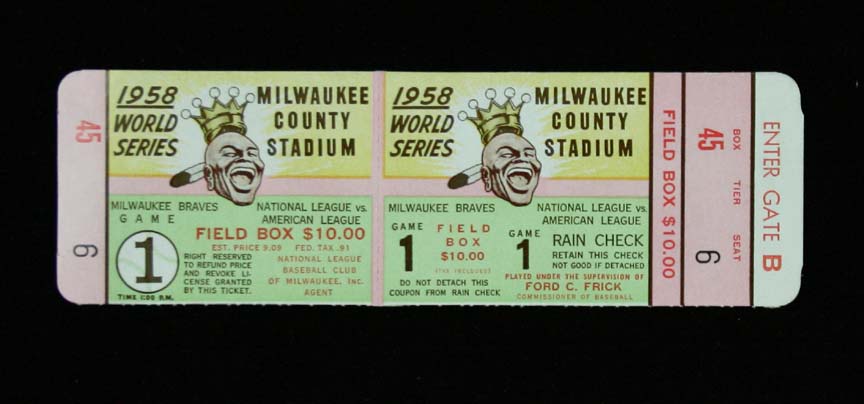 45
6
1958
WORLD
SERIES
MILWAUKEE
COUNTY
STADIUM
MILWAUKEE BRAVES
GAME
1
TIME 1:00 P.M.
NATIONAL LEAGUE vs.
AMERICAN LEAGUE
FIELD BOX $10.00
EST. PRICE 9.09 FED. TAX .91
RIGHT RESERVED
TO REFUND PRICE
AND REVOKE LI-
CENSE GRANTED
BY THIS TICKET.
NATIONAL LEAGUE
BASEBALL CLUB
OF MILWAUKEE, INC.
AGENT
1958
WORLD
SERIES
MILWAUKEE
COUNTY
STADIUM
MILWAUKEE BRAVES
NATIONAL LEAGUE vs.
AMERICAN LEAGUE
GAME
1
FIELD
BOX
$10.00
(TAX INCLUDED)
DO NOT DETACH THIS
COUPON FROM RAIN CHECK
GAME
1
RAIN CHECK
RETAIN THIS CHECK
NOT GOOD IF DETACHED
PLAYED UNDER THE SUPERVISION OF
FORD C. FRICK
COMMISSIONER OF BASEBALL
FIELD BOX $10.00
45
6
BOX TIER SEAT
ENTER GATE B